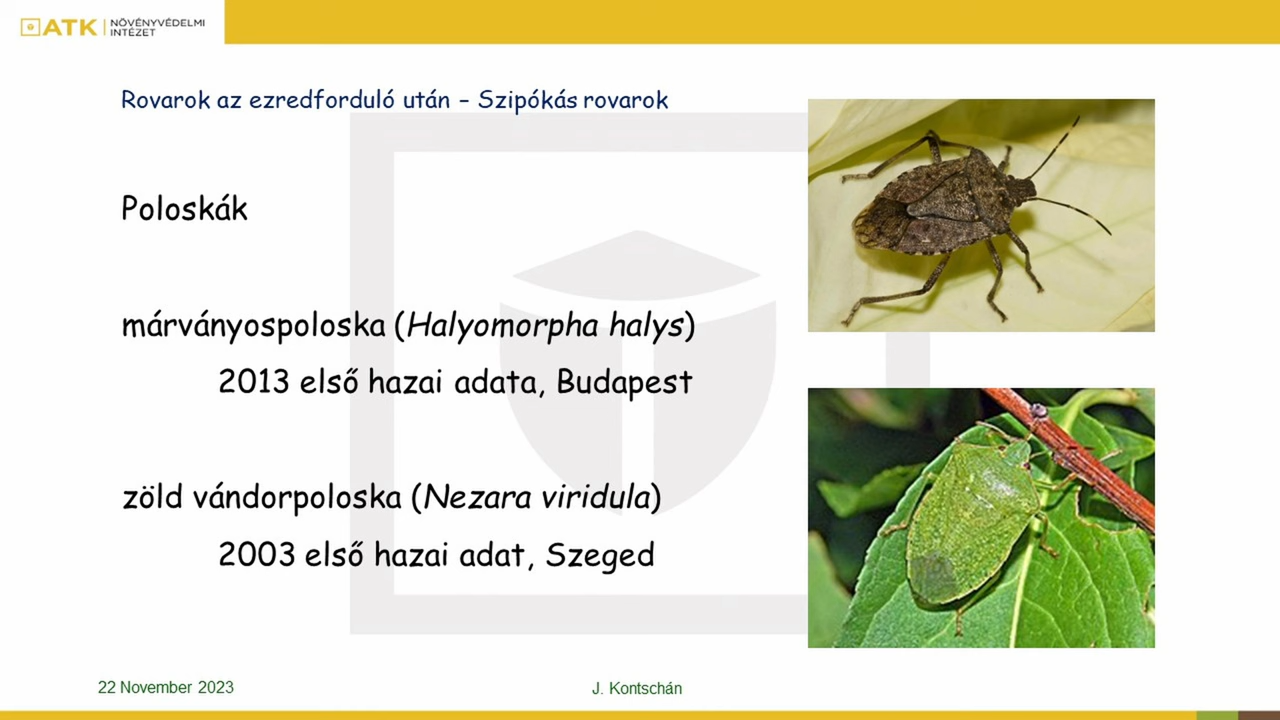 ATK NÖVÉNYVÉDELMI
INTÉZET
Rovarok az ezredforduló után – Szipókás rovarok
Poloskák
márványospoloska (Halyomorpha halys)
2013 első hazai adata, Budapest
zöld vándorpoloska (Nezara viridula)
2003 első hazai adat, Szeged
22 November 2023
J. Kontschán